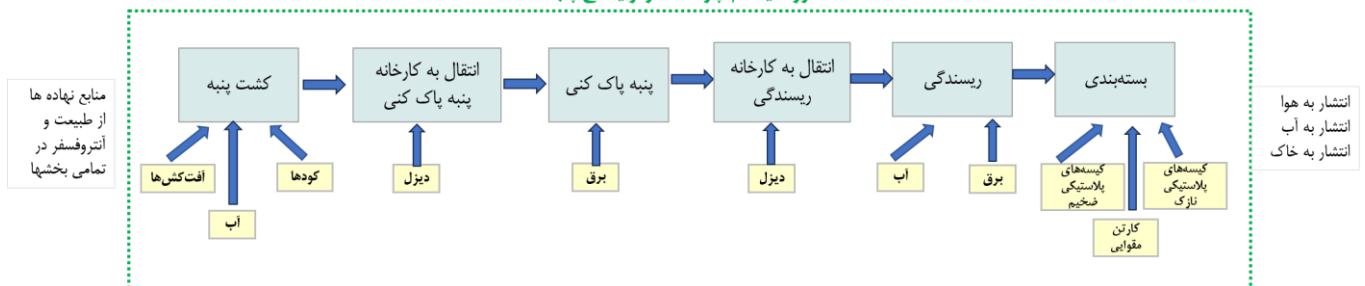 کشت پنبه
انتقال به کارخانه
پنبه پاک کنی
پنبه پاک کنی
انتقال به کارخانه
ریسندگی
ریسندگی
بسته‌بندی
منابع نهاده ها
از طبیعت و
آنتروفسفر در
تمامی بخشها
انتشار به هوا
انتشار به آب
انتشار به خاک
آفت‌کش‌ها
آب
کودها
دیزل
برق
دیزل
آب
برق
کیسه‌های
پلاستیکی
ضخیم
کارتن
مقوایی
کیسه‌های
پلاستیکی
نازک